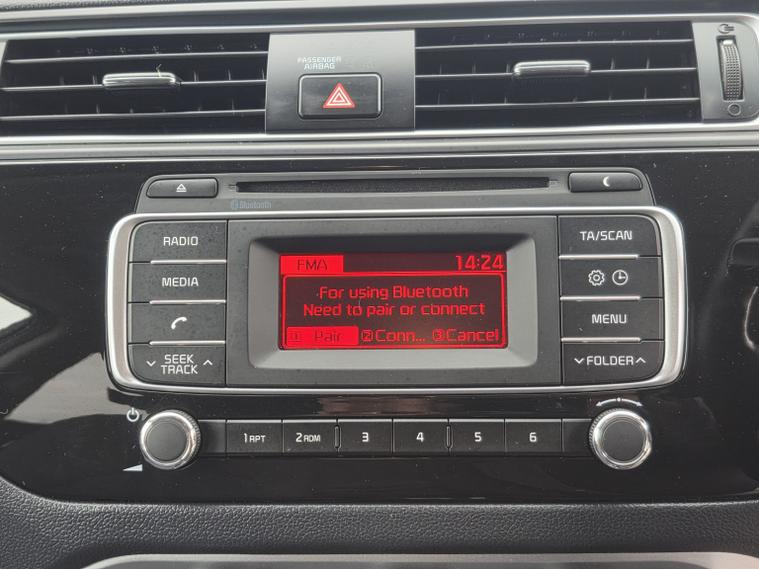 PASSENGER
AIRBAG
Bluetooth
RADIO
MEDIA
SEEK
TRACK
FMA 14:24
For using Bluetooth
Need to pair or connect
1 Pair 2 Conn... 3 Cancel
TA/SCAN
MENU
FOLDER
1 RPT
2 RDM
3
4
5
6